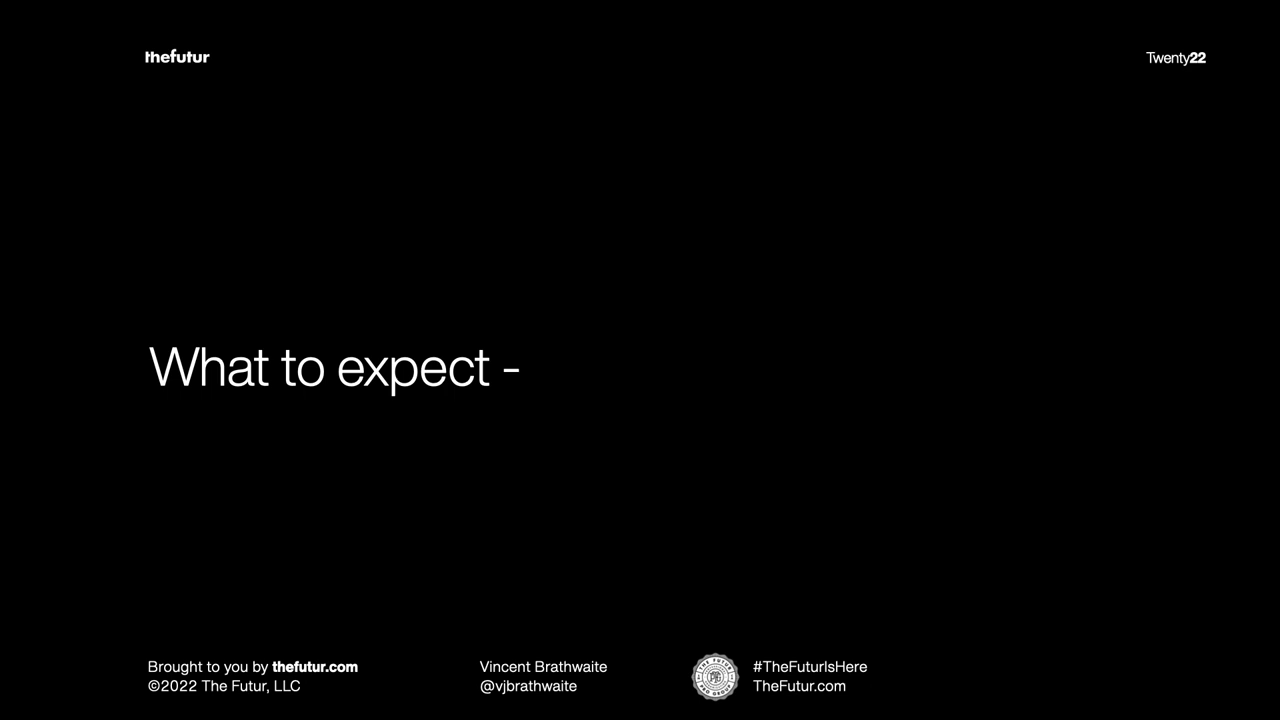 thefutur
Twenty22
What to expect -
Brought to you by thefutur.com
©2022 The Futur, LLC
Vincent Brathwaite
@vjbrathwaite
#TheFuturIsHere
TheFutur.com